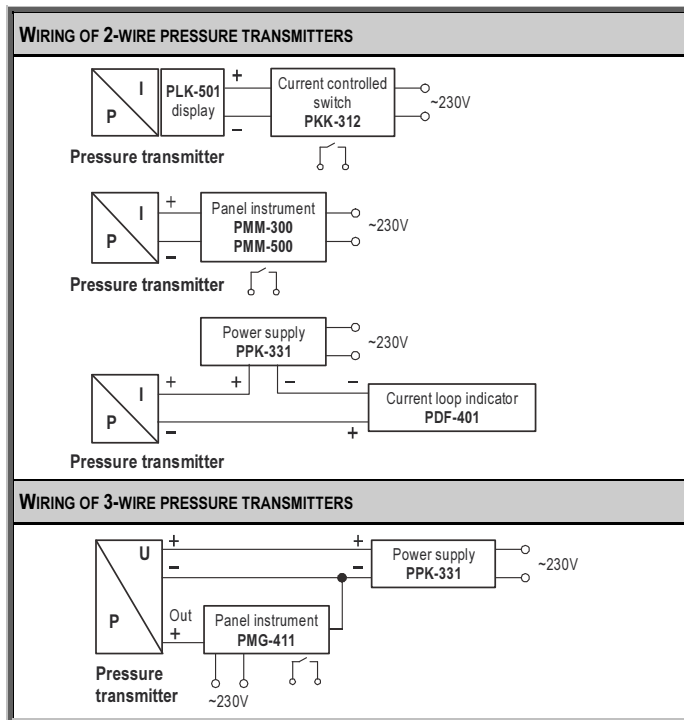 WIRING OF 2-WIRE PRESSURE TRANSMITTERS
I
P
PLK-501
display
+
–
Current controlled
switch
PKK-312
~230V
Pressure transmitter
I
P
+
–
Panel instrument
PMM-300
PMM-500
~230V
Pressure transmitter
Power supply
PPK-331
~230V
I
P
+
+
–
–
–
+
Current loop indicator
PDF-401
Pressure transmitter
WIRING OF 3-WIRE PRESSURE TRANSMITTERS
U
P
+
–
+
–
Power supply
PPK-331
~230V
Out
+
Panel instrument
PMG-411
~230V
Pressure
transmitter